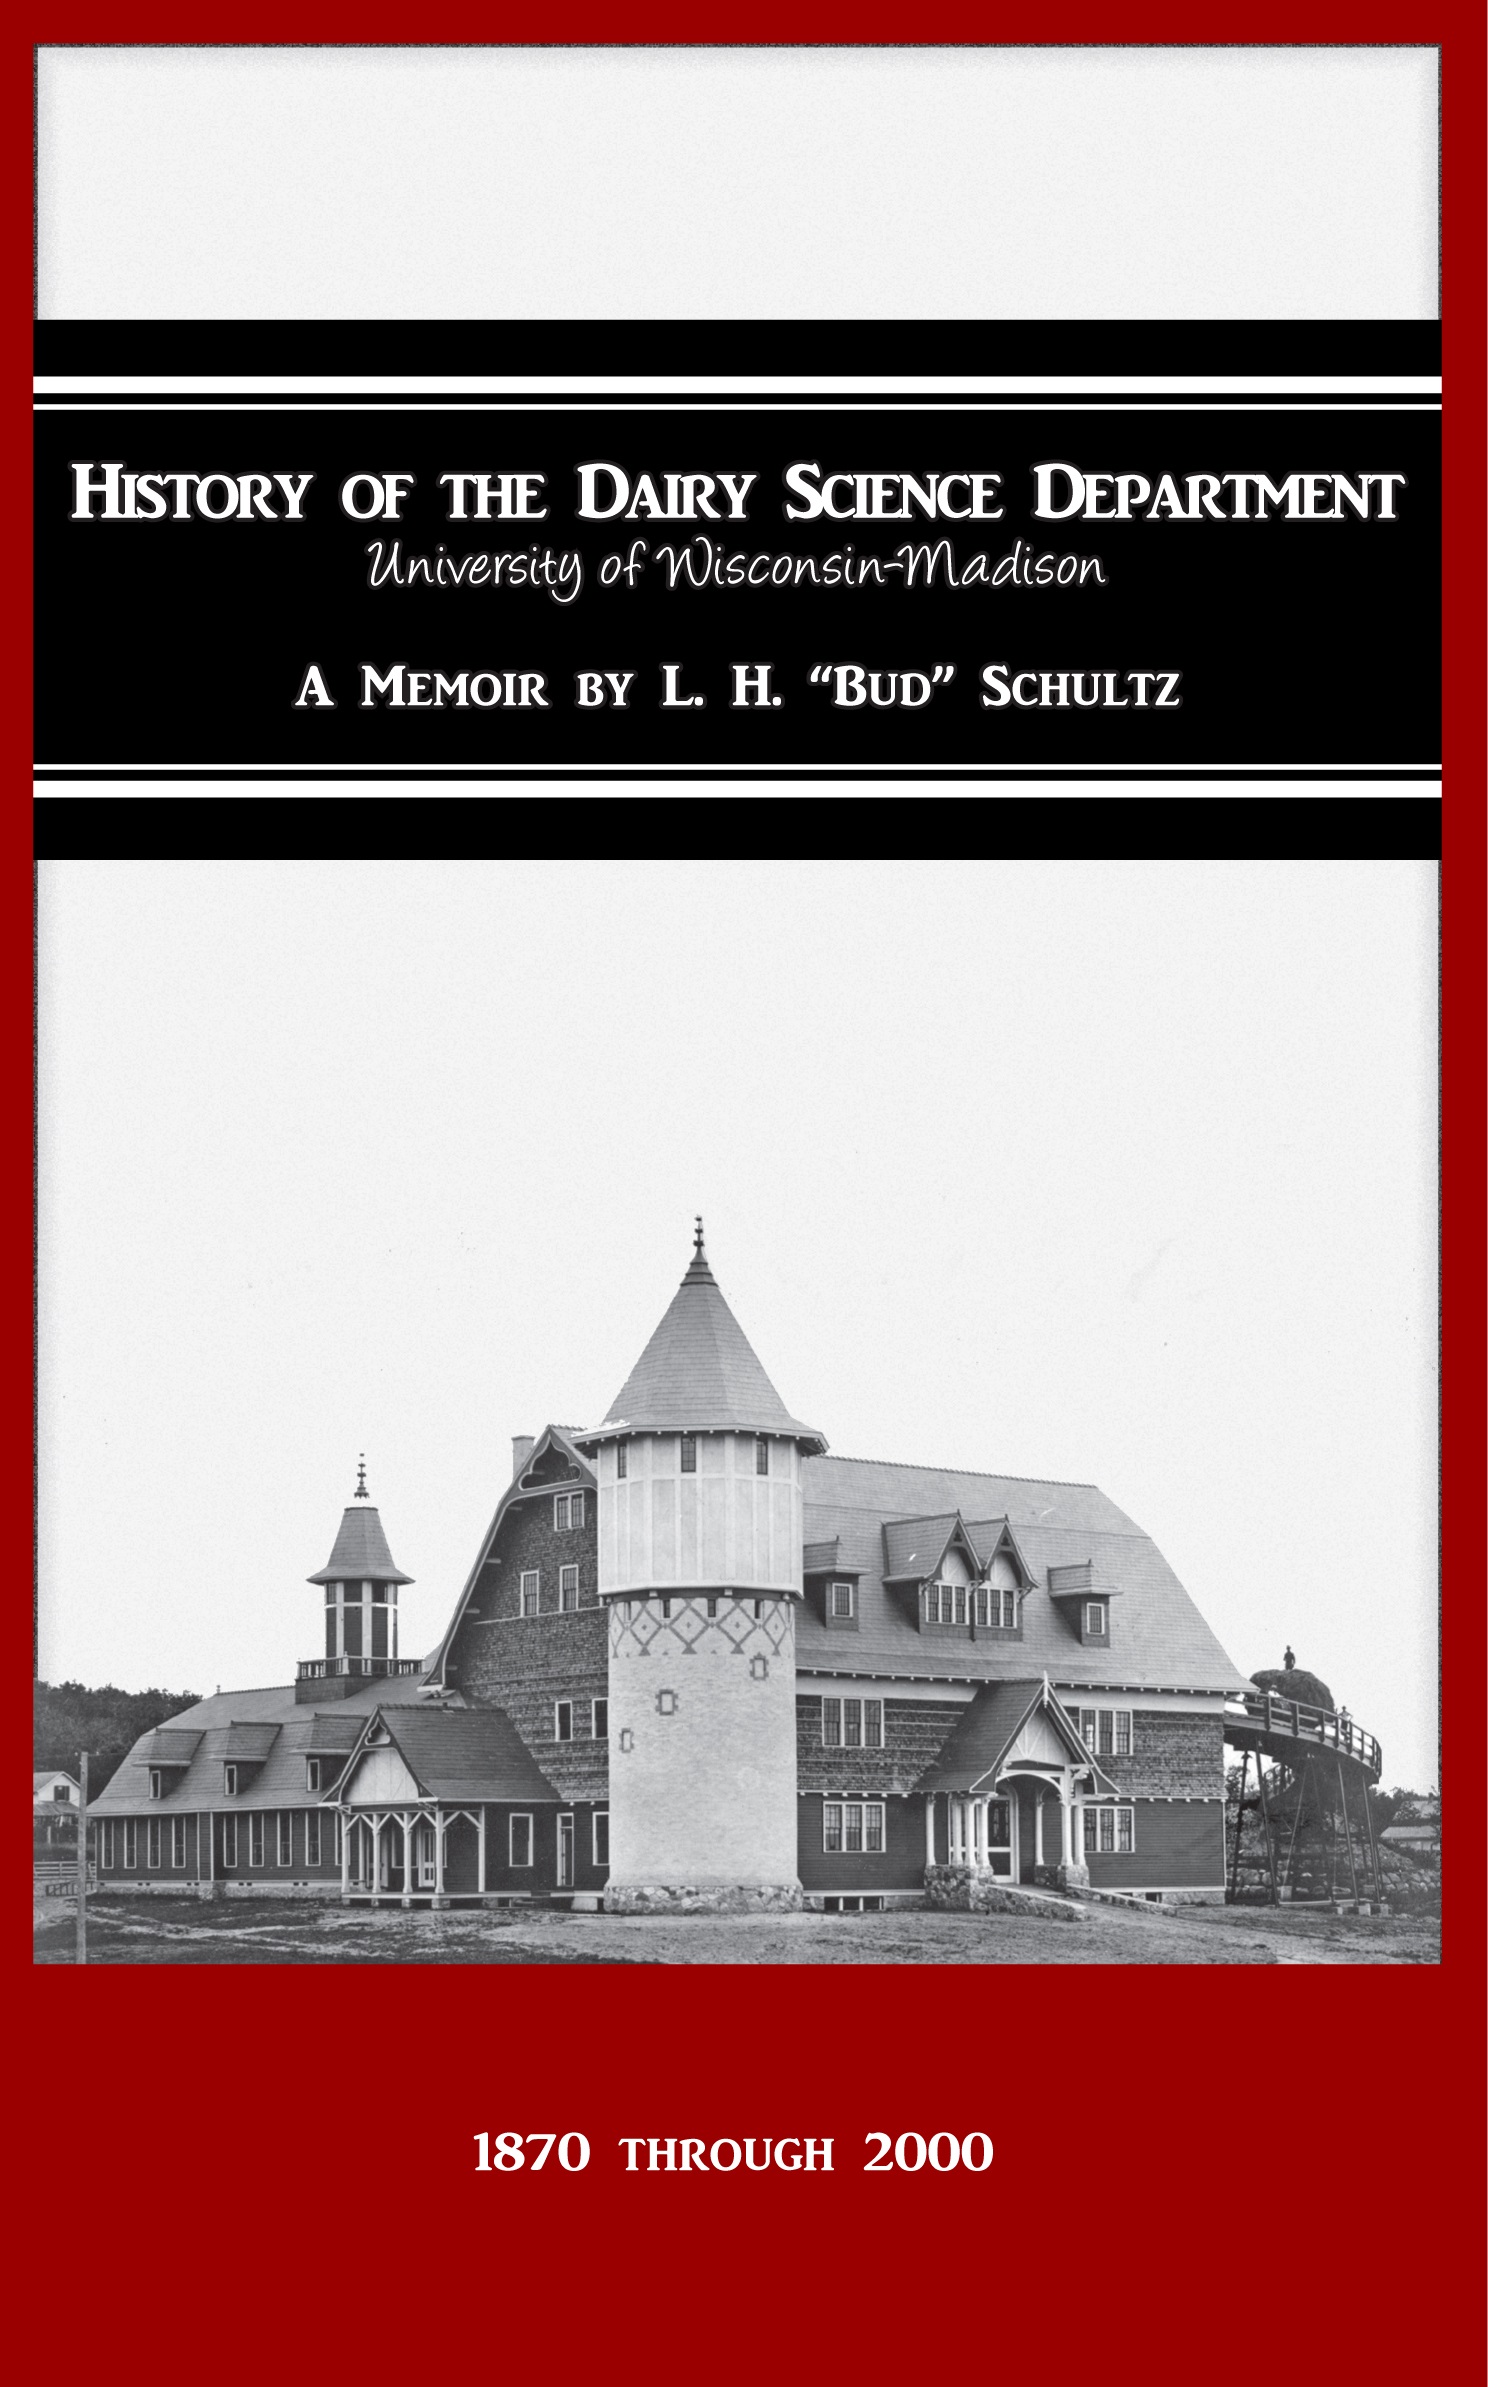 History of the Dairy Science Department
University of Wisconsin-Madison
A Memoir by L. H. “Bud” Schultz
1870 through 2000